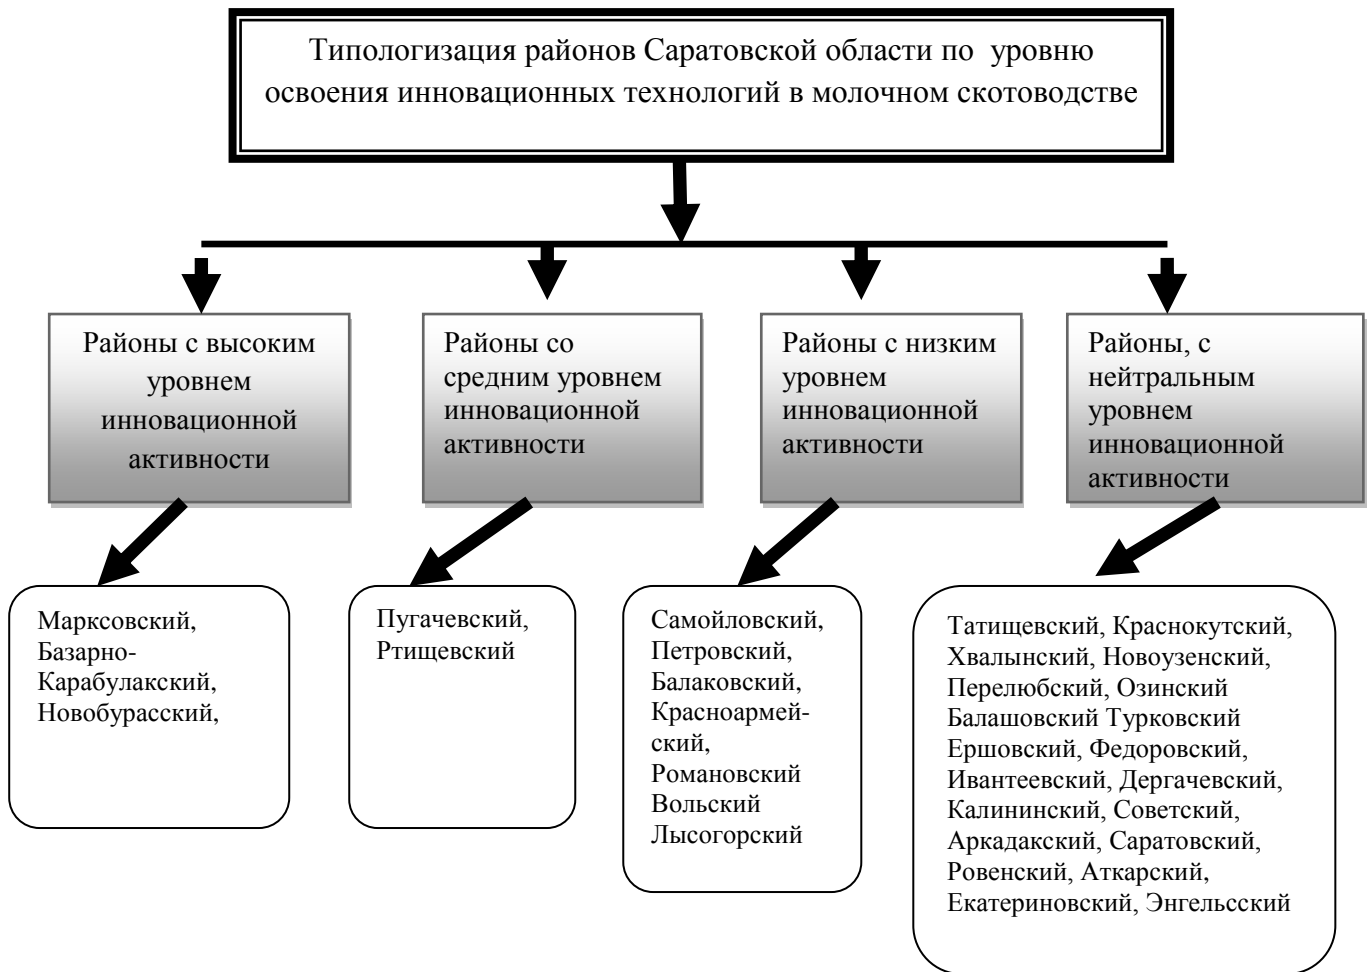 Типологизация районов Саратовской области по уровню
освоения инновационных технологий в молочном скотоводстве
Районы с высоким
уровнем
инновационной
активности
Районы со
средним уровнем
инновационной
активности
Районы с низким
уровнем
инновационной
активности
Районы, с
нейтральным
уровнем
инновационной
активности
Марксовский,
Базарно-
Карабулакский,
Новобурасский,
Пугачевский,
Ртищевский
Самойловский,
Петровский,
Балаковский,
Красноармей-
ский,
Романовский
Вольский
Лысогорский
Татищевский, Краснокутский,
Хвалынский, Новоузенский,
Перелюбский, Озинский
Балашовский Турковский
Ершовский, Федоровский,
Ивантеевский, Дергачевский,
Калининский, Советский,
Аркадакский, Саратовский,
Ровенский, Аткарский,
Екатериновский, Энгельсский